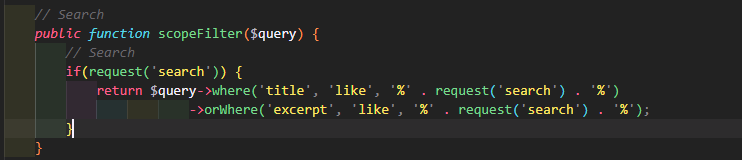 // Search
public function scopeFilter($query) {
// Search
if(request('search')) {
return $query->where('title', 'like', '%' . request('search') . '%')
->orWhere('excerpt', 'like', '%' . request('search') . '%');
}
}